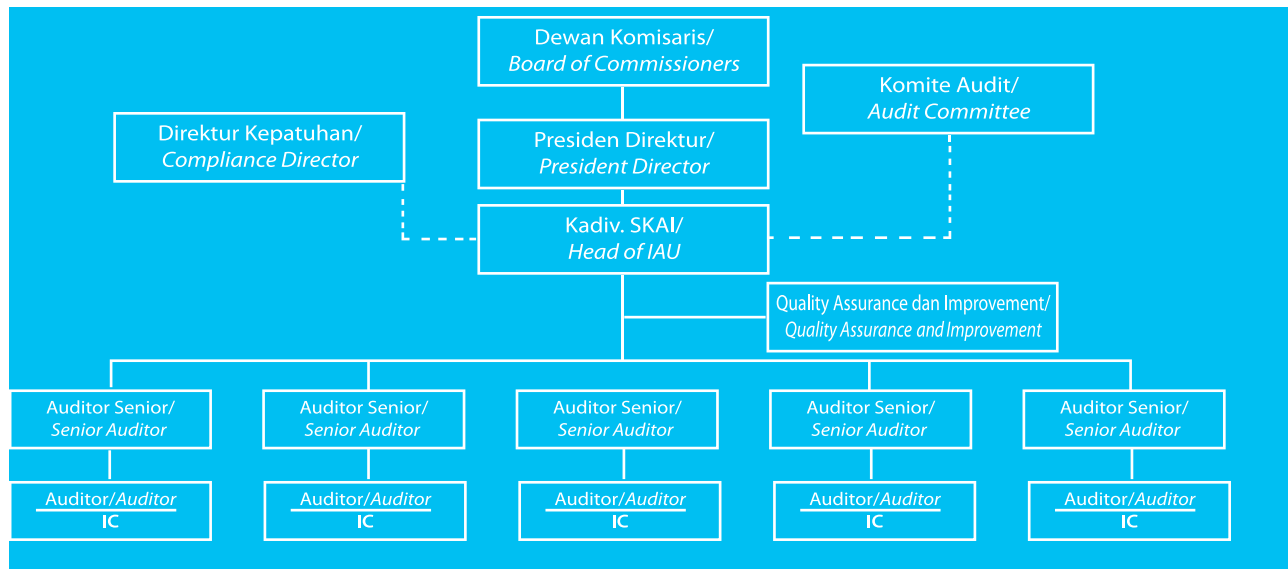 Dewan Komisaris/
Board of Commissioners
Komite Audit/
Audit Committee
Direktur Kepatuhan/
Compliance Director
Presiden Direktur/
President Director
Kadiv. SKAI/
Head of IAU
Quality Assurance dan Improvement/
Quality Assurance and Improvement
Auditor Senior/
Senior Auditor
Auditor Senior/
Senior Auditor
Auditor Senior/
Senior Auditor
Auditor Senior/
Senior Auditor
Auditor Senior/
Senior Auditor
Auditor/Auditor
IC
Auditor/Auditor
IC
Auditor/Auditor
IC
Auditor/Auditor
IC
Auditor/Auditor
IC